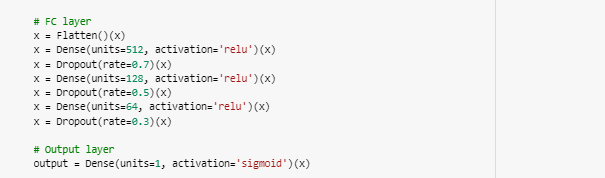 # FC layer
x = Flatten()(x)
x = Dense(units=512, activation='relu')(x)
x = Dropout(rate=0.7)(x)
x = Dense(units=128, activation='relu')(x)
x = Dropout(rate=0.5)(x)
x = Dense(units=64, activation='relu')(x)
x = Dropout(rate=0.3)(x)
# Output layer
output = Dense(units=1, activation='sigmoid')(x)